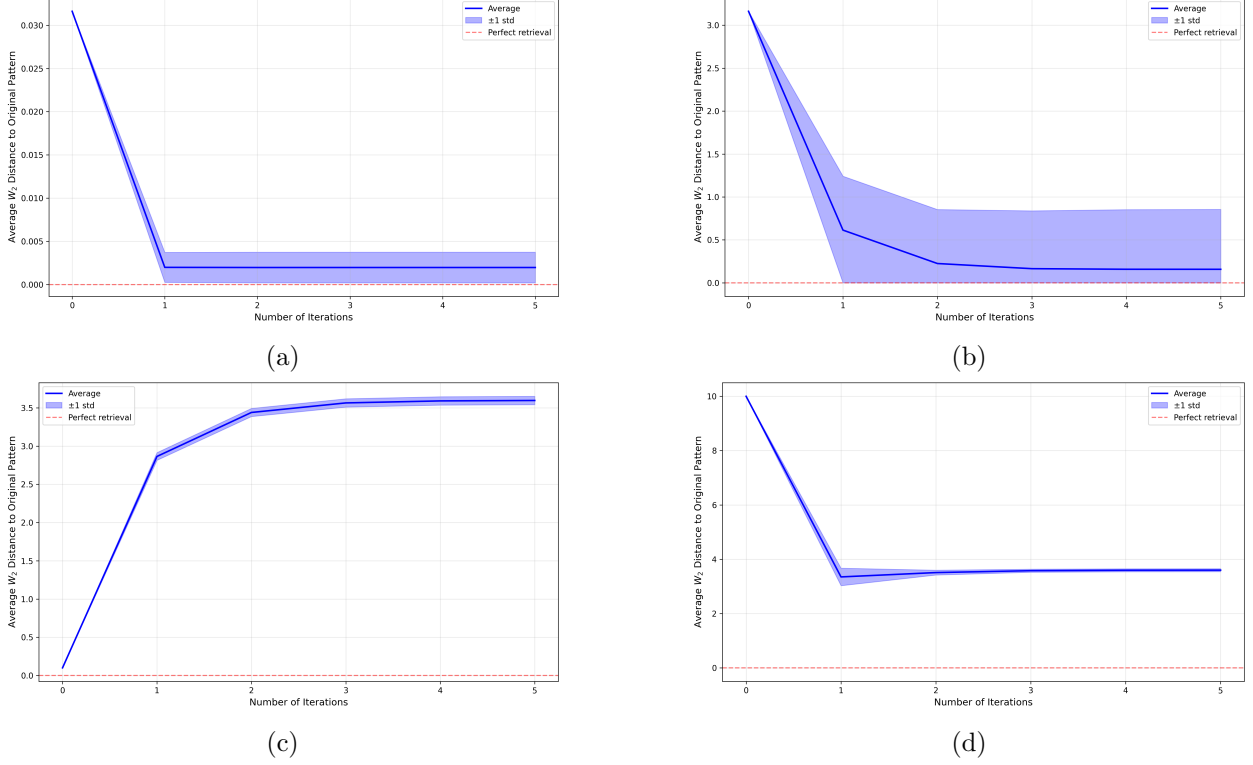 0.030
0.025
0.020
0.015
0.010
0.005
0.000
Average W2 Distance to Original Pattern
0 1 2 3 4 5
Number of Iterations
Average
±1 std
Perfect retrieval
(a)
3.0
2.5
2.0
1.5
1.0
0.5
0.0
Average W2 Distance to Original Pattern
0 1 2 3 4 5
Number of Iterations
Average
±1 std
Perfect retrieval
(b)
3.5
3.0
2.5
2.0
1.5
1.0
0.5
0.0
Average W2 Distance to Original Pattern
0 1 2 3 4 5
Number of Iterations
Average
±1 std
Perfect retrieval
(c)
10
8
6
4
2
0
Average W2 Distance to Original Pattern
0 1 2 3 4 5
Number of Iterations
Average
±1 std
Perfect retrieval
(d)